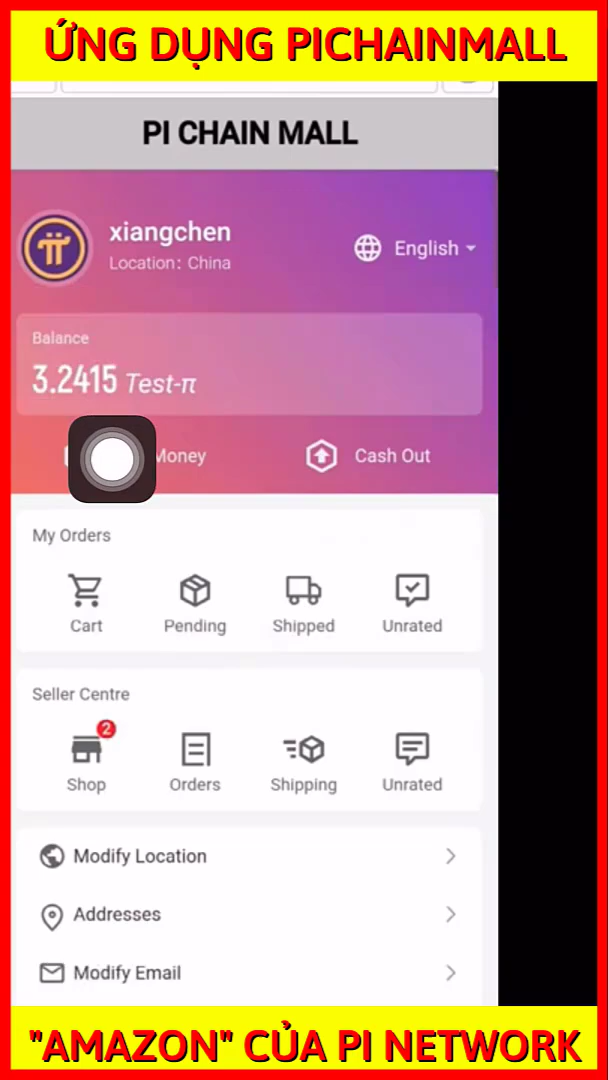 ỨNG DỤNG PICHAINMALL
PI CHAIN MALL
xiangchen
Location: China
English
Balance
3.2415 Test-π
Money
Cash Out
My Orders
Cart Pending Shipped Unrated
Seller Centre
2
Shop Orders Shipping Unrated
Modify Location
Addresses
Modify Email
"AMAZON" CỦA PI NETWORK